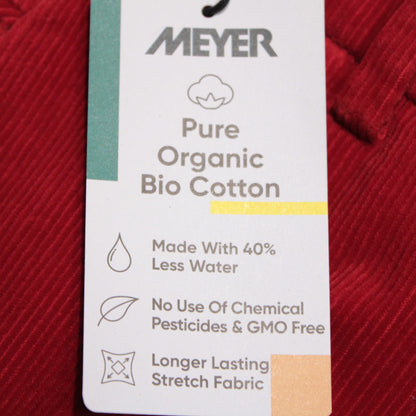 MEYER
Pure
Organic
Bio Cotton
Made With 40%
Less Water
No Use Of Chemical
Pesticides & GMO Free
Longer Lasting
Stretch Fabric